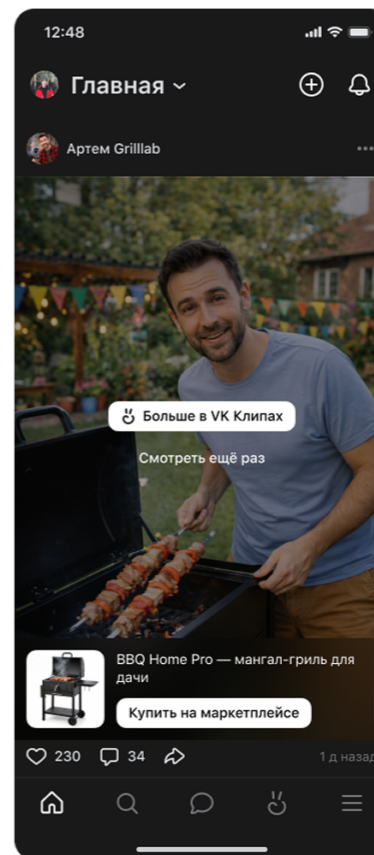 12:48
Главная
Артем Grilllab
Больше в VK Клипах
Смотреть ещё раз
BBQ Home Pro — мангал-гриль для
дачи
Купить на маркетплейсе
230
34
1 д назад